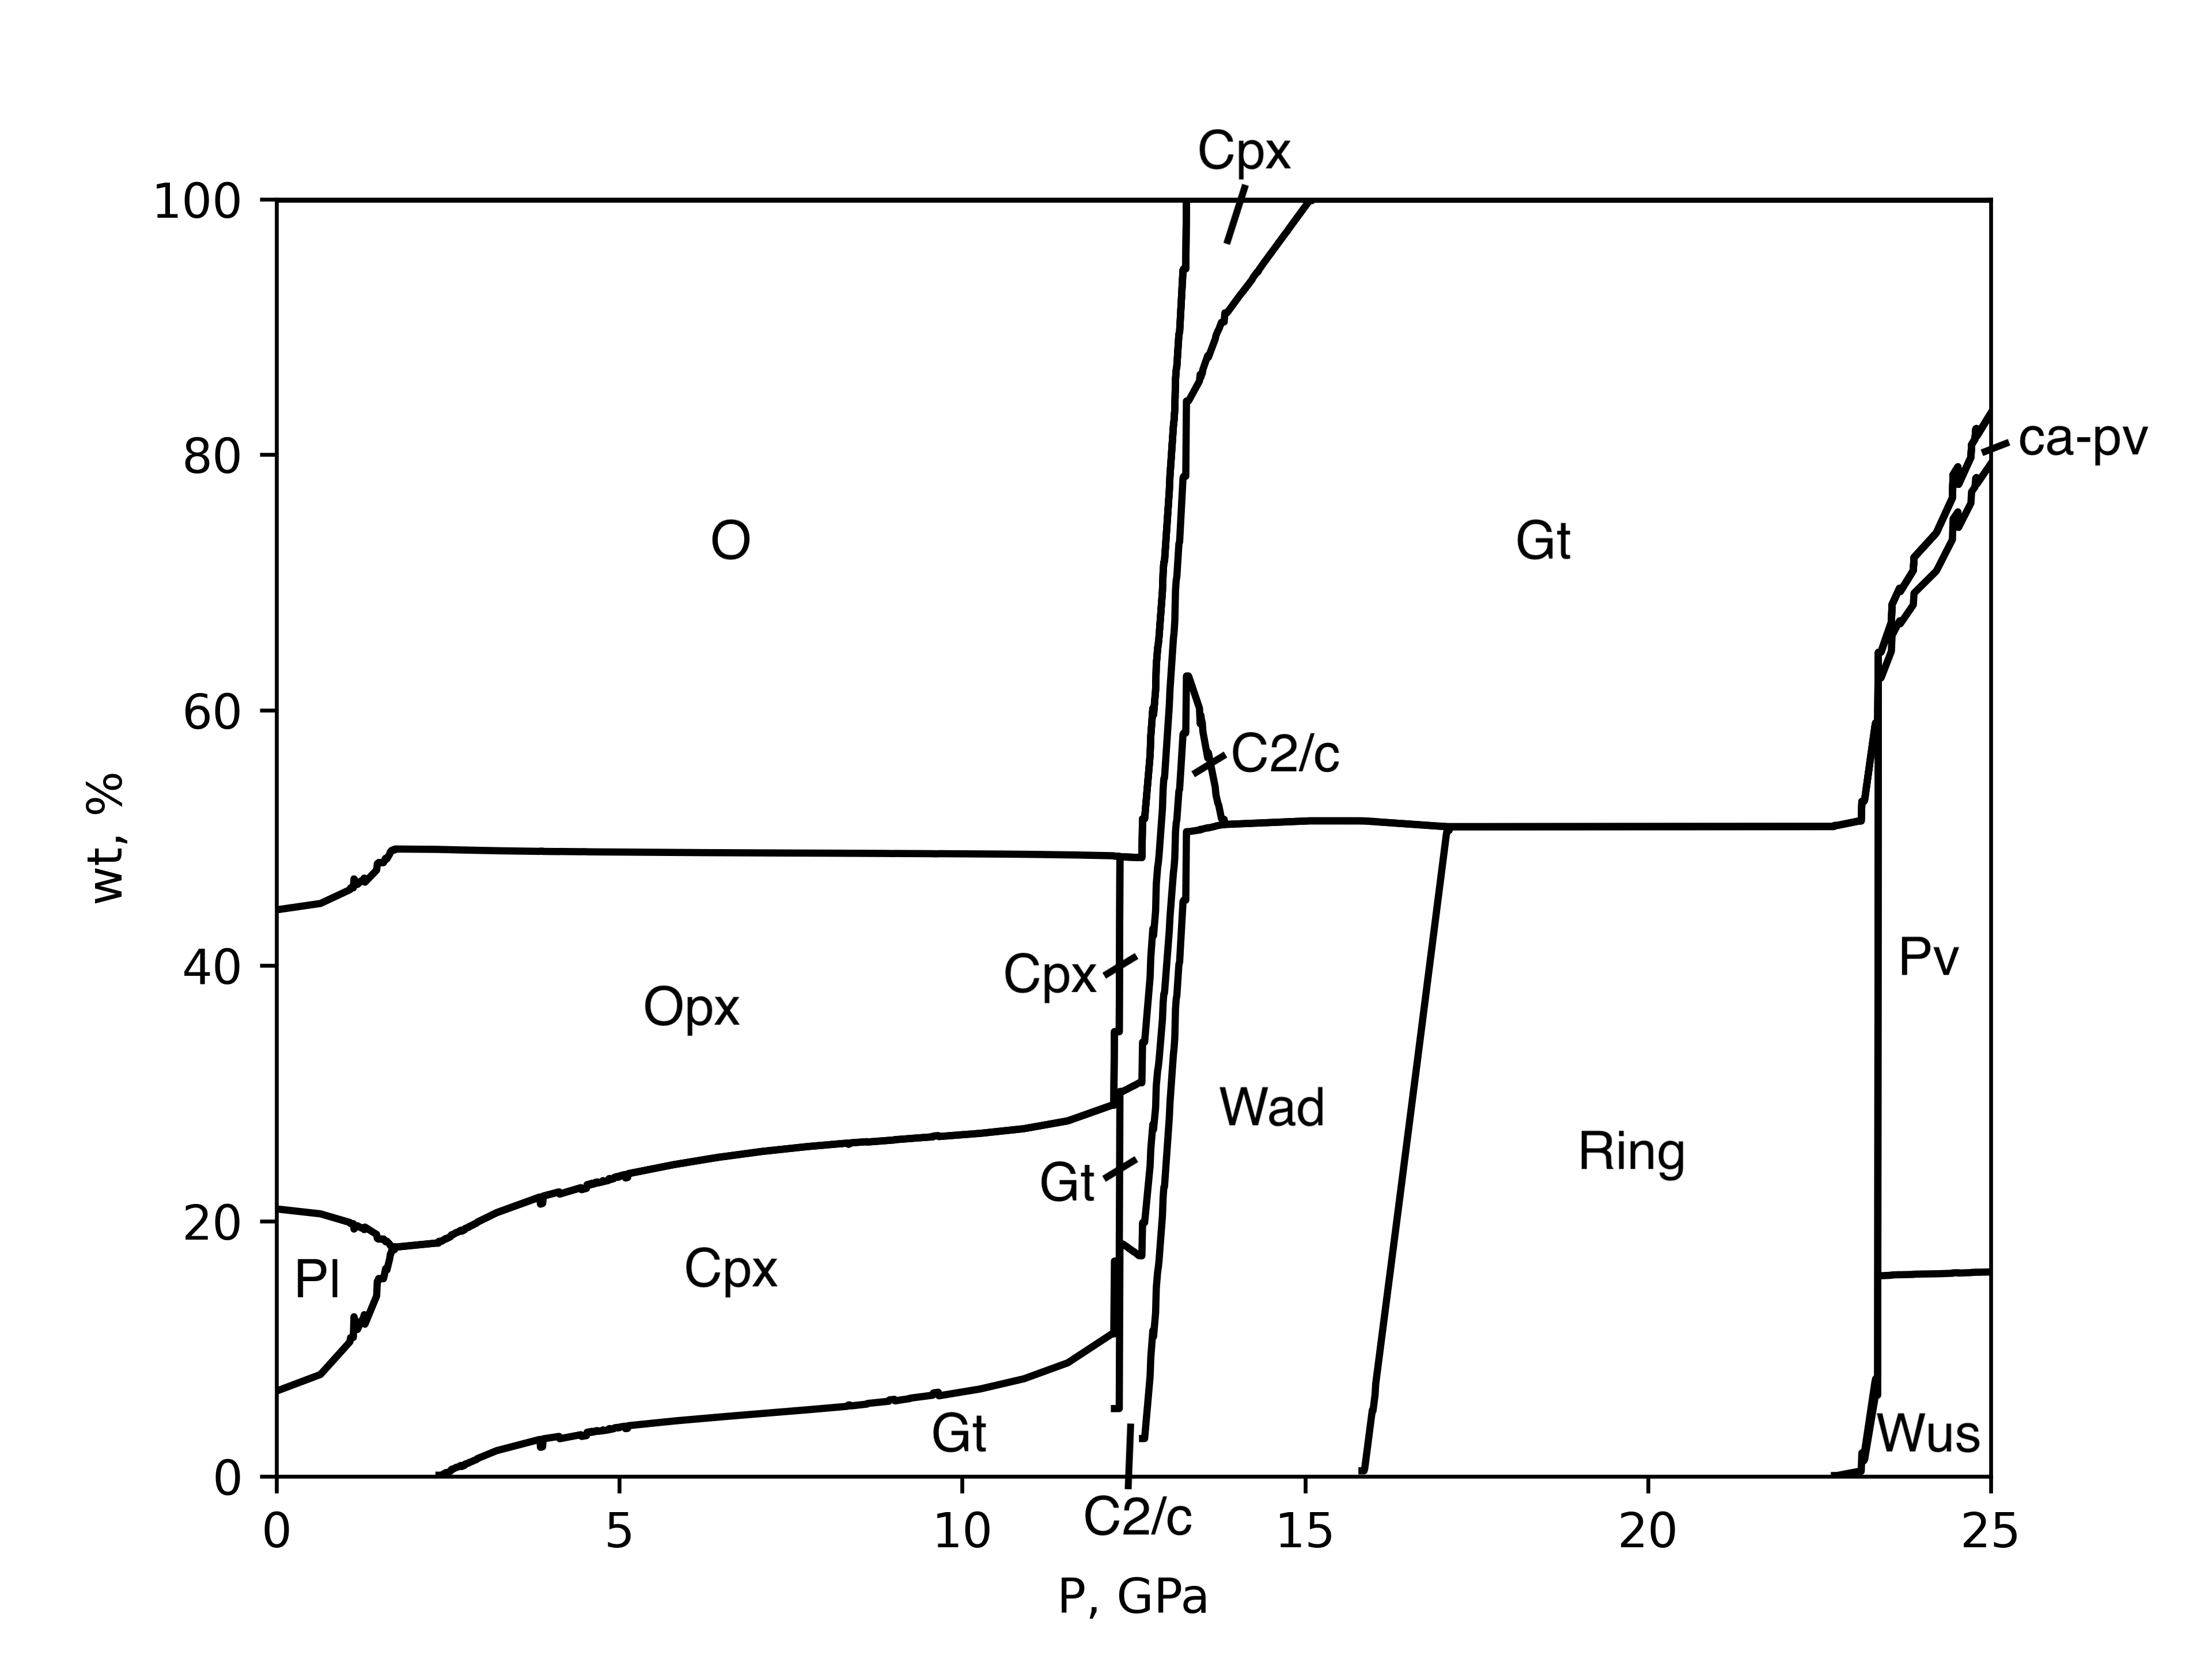 Cpx
100
ca-pv
80
O
Gt
60
C2/c
wt, %
40
Cpx
Pv
Opx
Wad
Ring
Gt
20
Pl
Cpx
Gt
Wus
0
C2/c
0
5
10
15
20
25
P, GPa